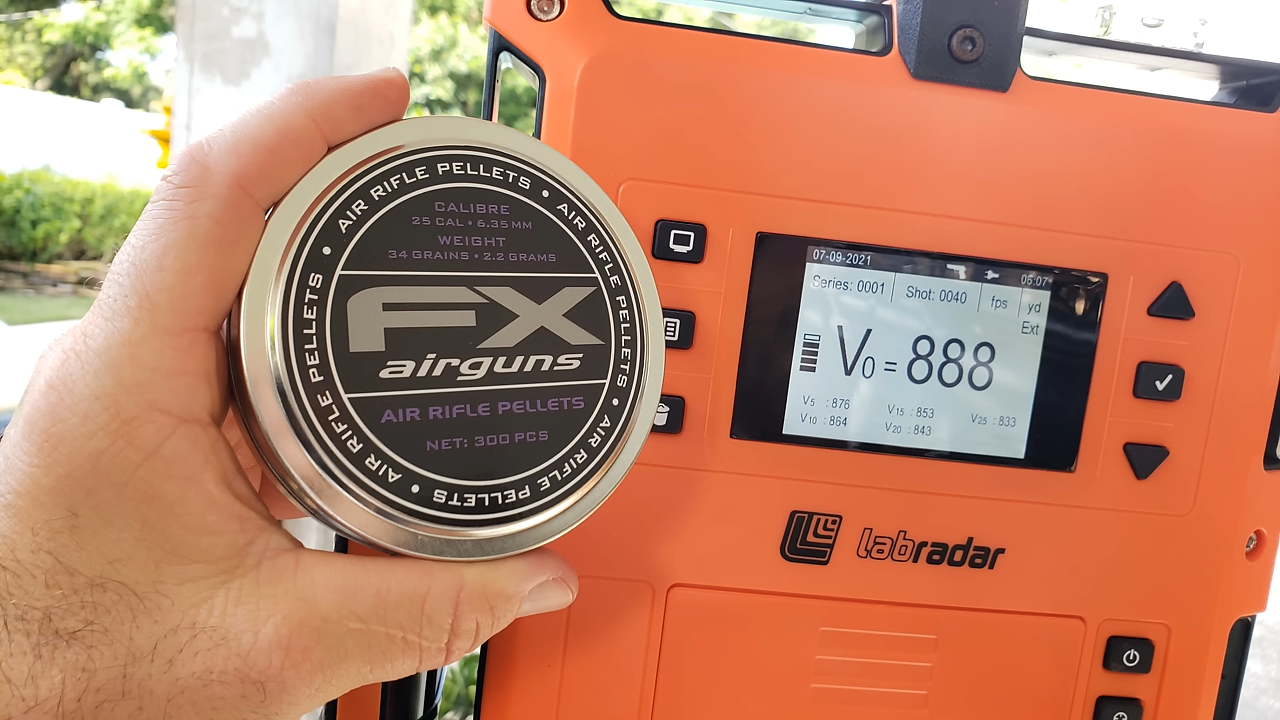 AIR RIFLE PELLETS • AIR RIFLE PELLETS • AIR RIFLE PELLETS • AIR RIFLE PELLETS •
CALIBRE
25 CAL • 6.35 MM
WEIGHT
34 GRAINS • 2.2 GRAMS
FX
airguns
AIR RIFLE PELLETS
NET: 300 PCS
07-09-2021 05:07
Series: 0001 Shot: 0040 fps yd
Ext
V0 = 888
V5 : 876 V15 : 853 V25 : 833
V10 : 864 V20 : 843
labradar